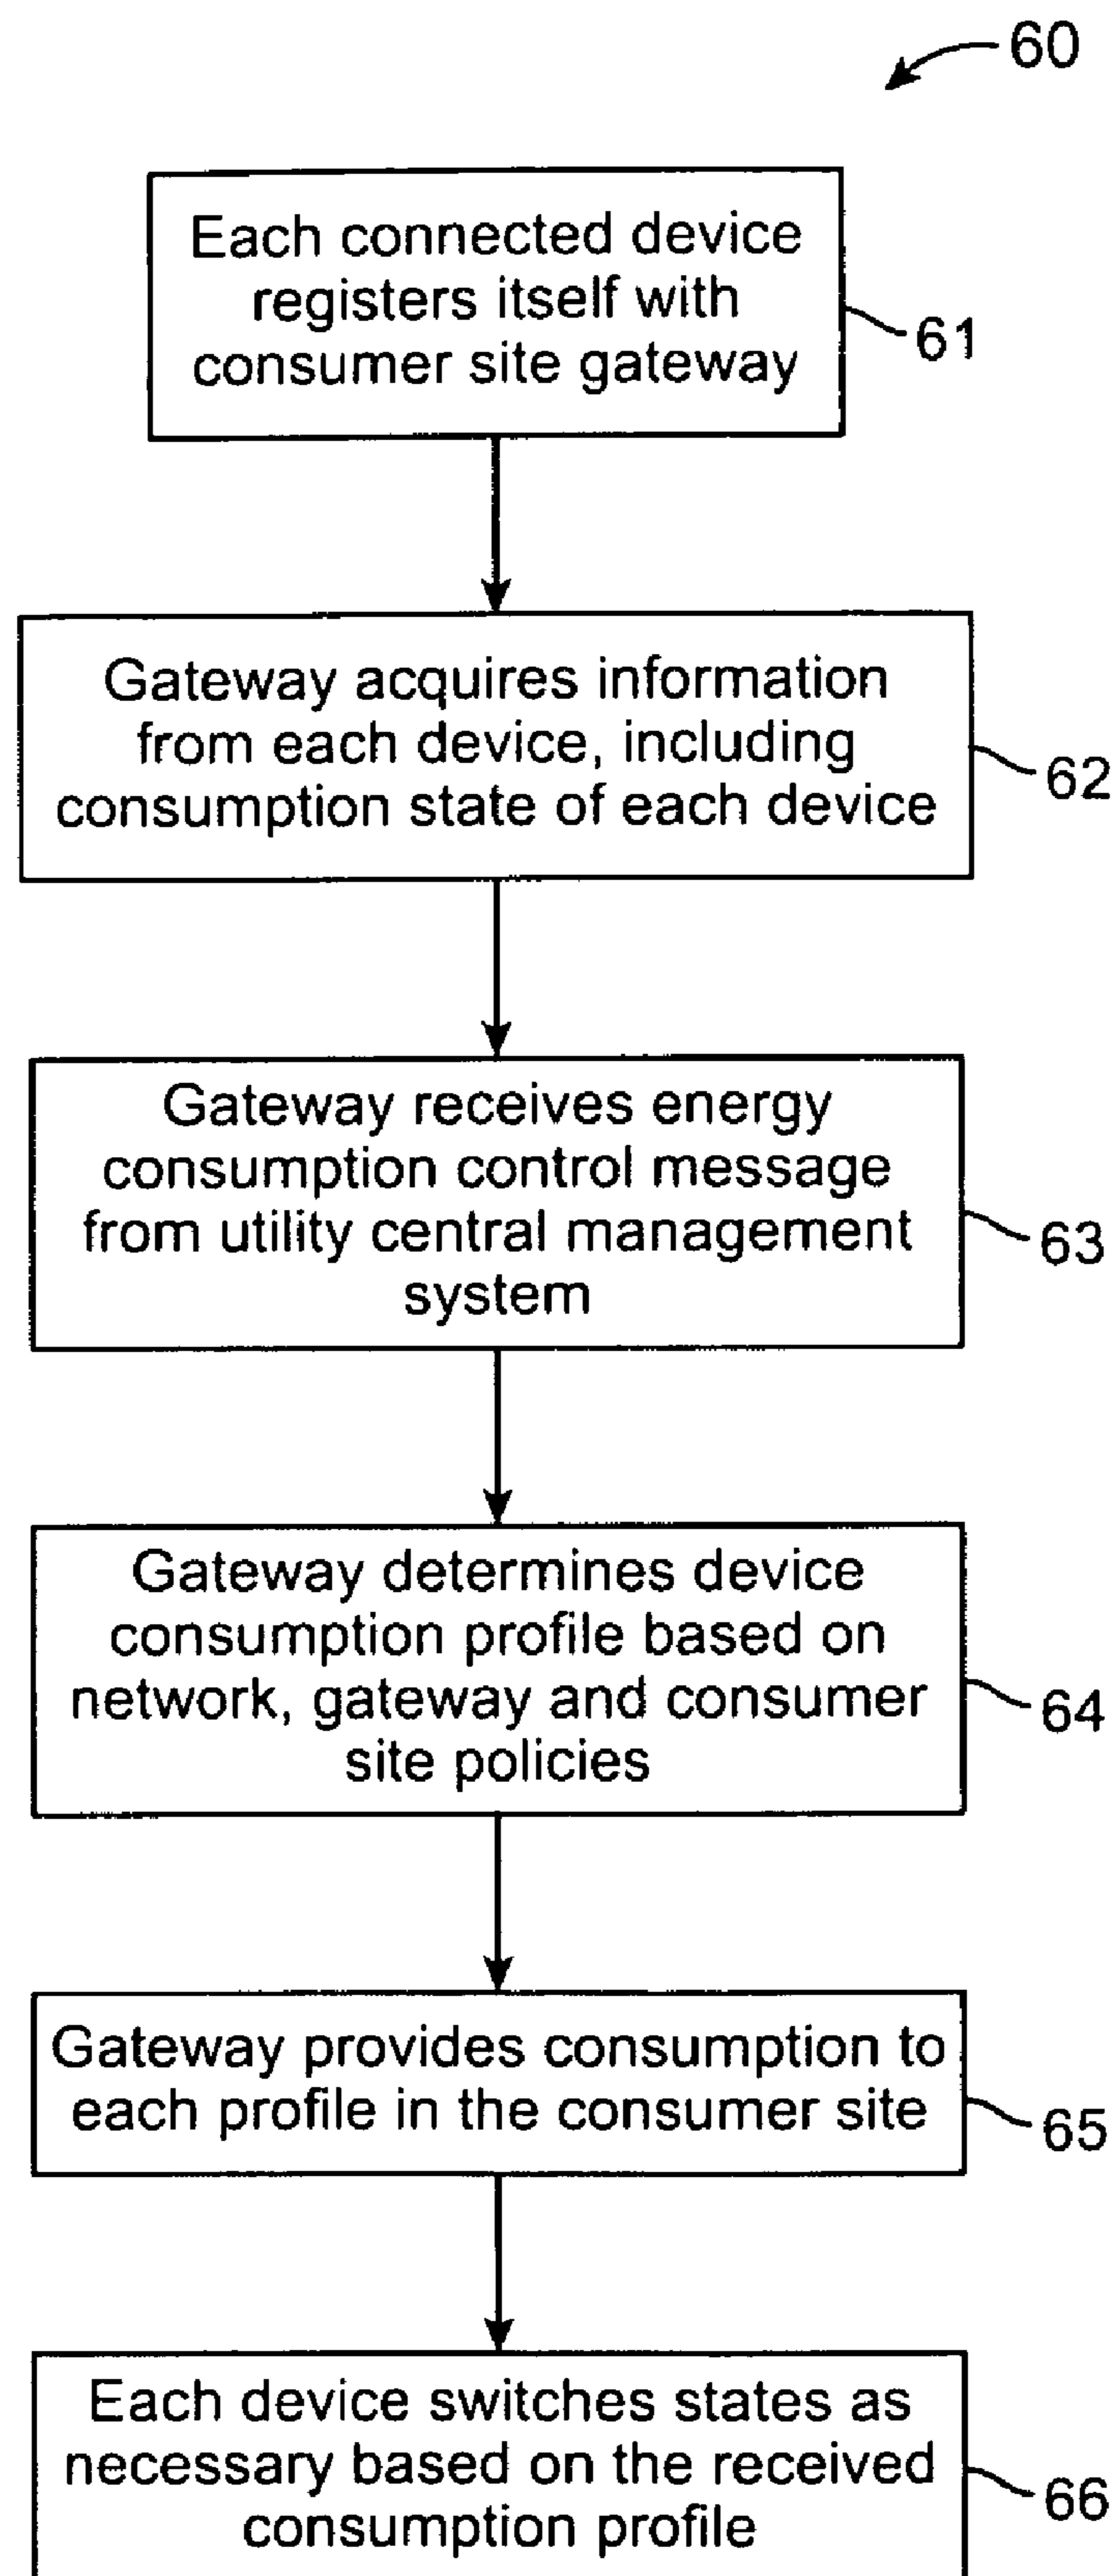 60
Each connected device
registers itself with
consumer site gateway
61
Gateway acquires information
from each device, including
consumption state of each device
62
Gateway receives energy
consumption control message
from utility central management
system
63
Gateway determines device
consumption profile based on
network, gateway and consumer
site policies
64
Gateway provides consumption to
each profile in the consumer site
65
Each device switches states as
necessary based on the received
consumption profile
66